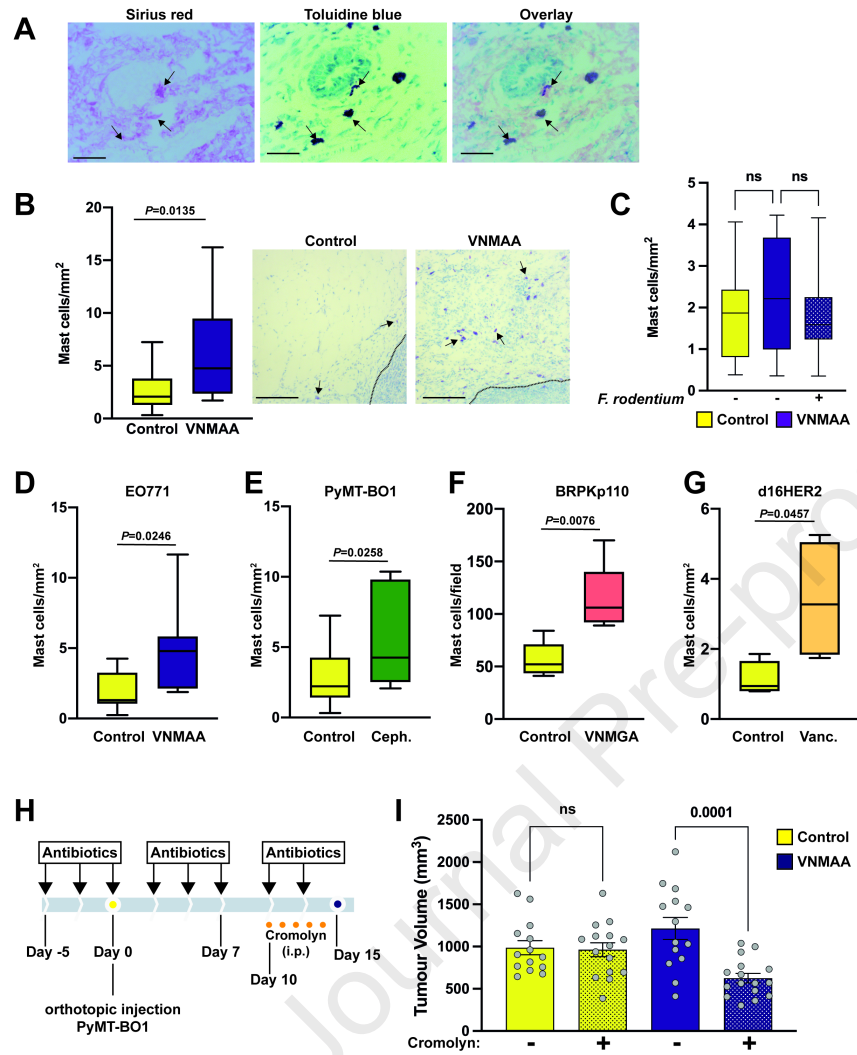 A
Sirius red
Toluidine blue
Overlay
B
Mast cells/mm2
20
15
10
5
0
P=0.0135
Control VNMAA
Control
VNMAA
C
Mast cells/mm2
5
4
3
2
1
0
ns
ns
F. rodentium
- - +
Control
VNMAA
D
EO771
Mast cells/mm2
15
10
5
0
P=0.0246
Control VNMAA
E
PyMT-BO1
Mast cells/mm2
15
10
5
0
P=0.0258
Control Ceph.
F
BRPKp110
Mast cells/field
200
150
100
50
0
P=0.0076
Control VNMGA
G
d16HER2
Mast cells/mm2
6
4
2
0
P=0.0457
Control Vanc.
H
Antibiotics
Antibiotics
Antibiotics
Cromolyn
(i.p.)
Day -5
Day 0
Day 7
Day 10
Day 15
orthotopic injection
PyMT-BO1
I
Tumour Volume (mm3)
2500
2000
1500
1000
500
0
ns
0.0001
Control
VNMAA
Cromolyn: - + - +
Journal Pre-pro